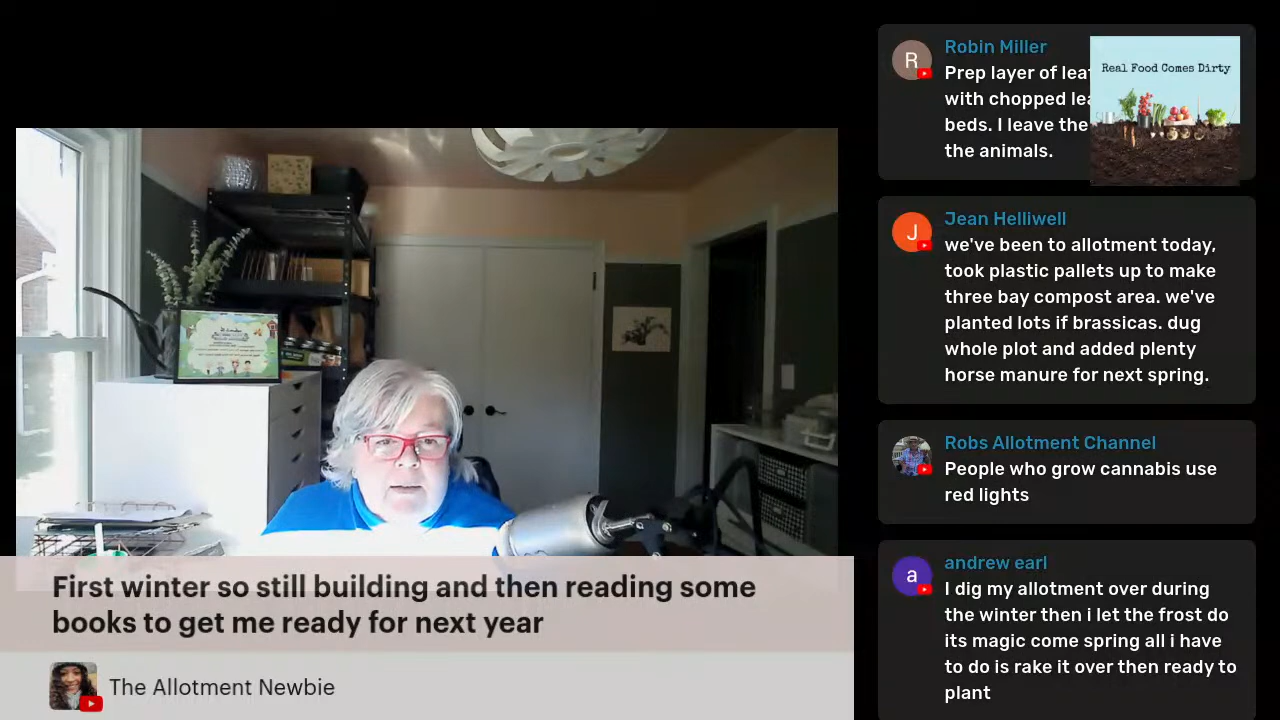 Robin Miller
Prep layer of
with chopped
beds. I leave the
the animals.
Real Food Comes Dirty
Jean Helliwell
we've been to allotment today,
took plastic pallets up to make
three bay compost area. we've
planted lots if brassicas. dug
whole plot and added plenty
horse manure for next spring.
Robs Allotment Channel
People who grow cannabis use
red lights
andrew earl
I dig my allotment over during
the winter then i let the frost do
its magic come spring all i have
to do is rake it over then ready to
plant
First winter so still building and then reading some
books to get me ready for next year
The Allotment Newbie